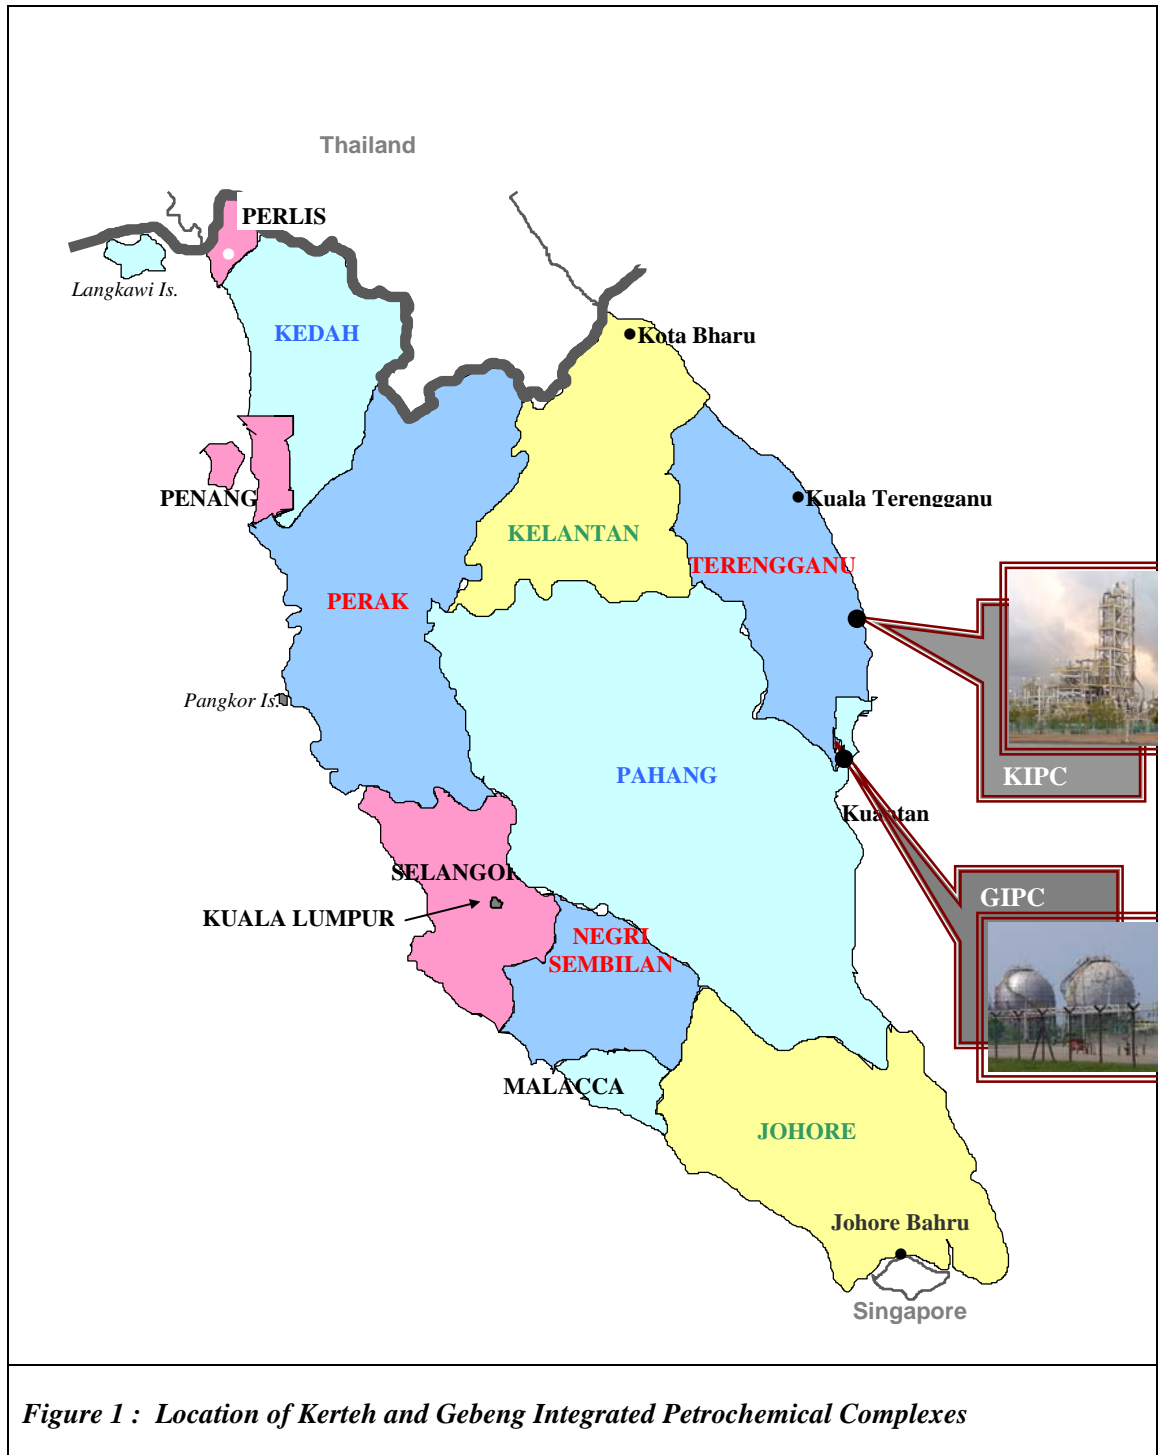 Thailand
PERLIS
Langkawi Is.
KEDAH
Kota Bharu
PENANG
Kuala Terengganu
KELANTAN
TERENGGANU
PERAK
Pangkor Is.
PAHANG
KIPC
Kuantan
SELANGOR
GIPC
KUALA LUMPUR
NEGRI
SEMBILAN
MALACCA
JOHORE
Johore Bahru
Singapore
Figure 1 : Location of Kerteh and Gebeng Integrated Petrochemical Complexes